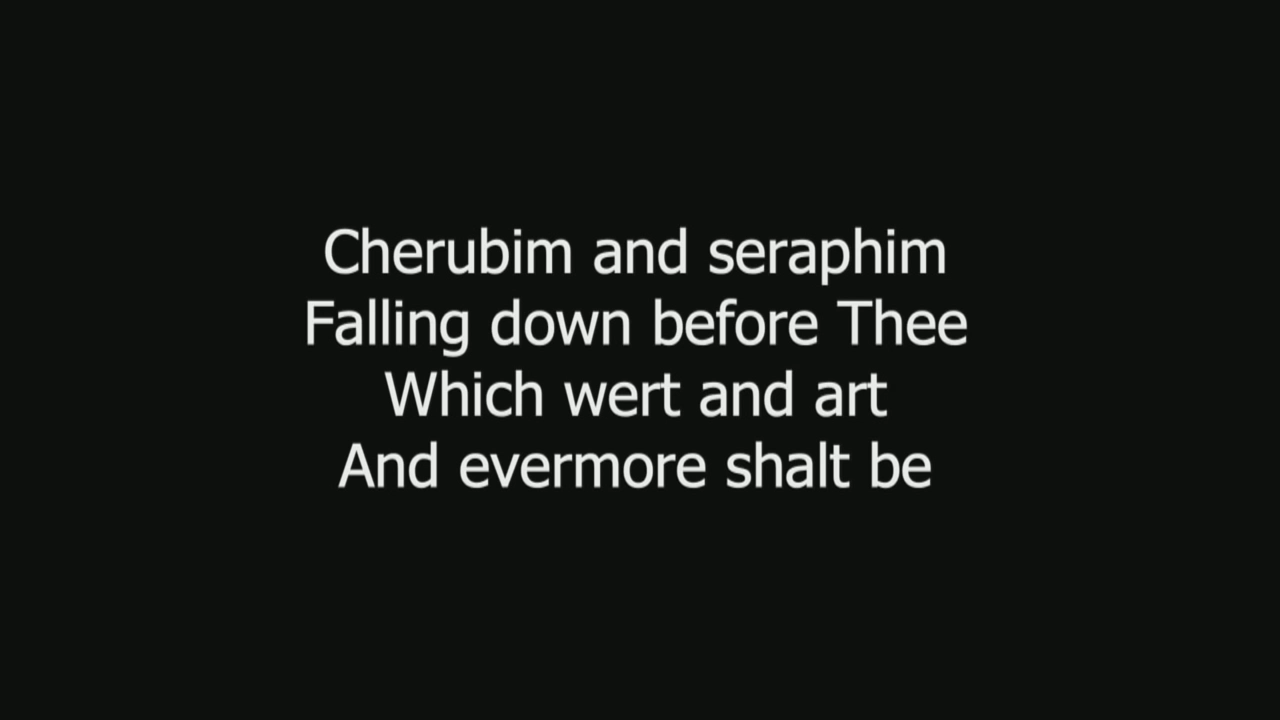 Cherubim and seraphim
Falling down before Thee
Which wert and art
And evermore shalt be